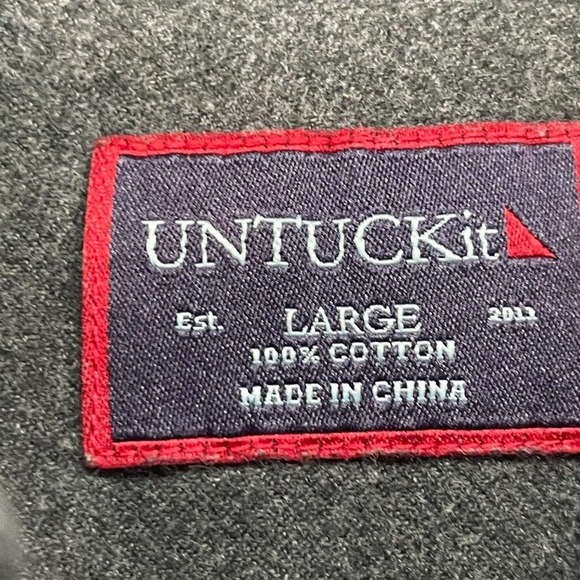 UNTUCKit
Est. LARGE 2011
100% COTTON
MADE IN CHINA